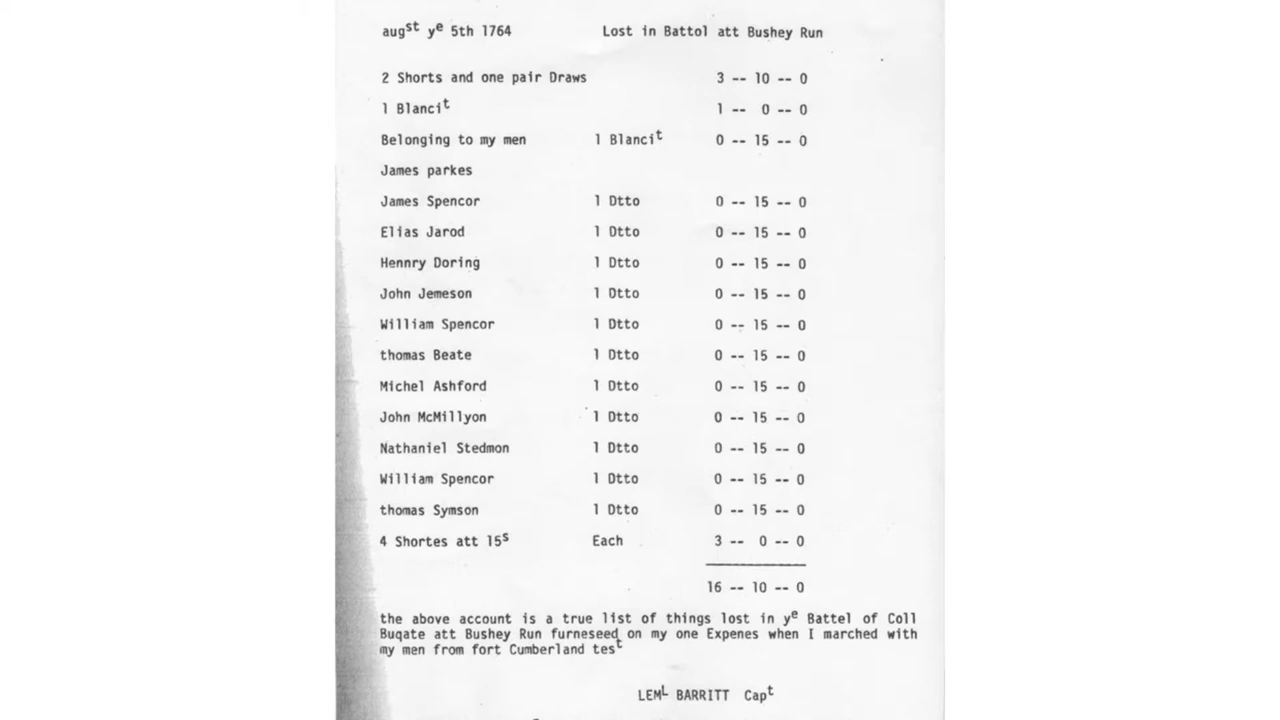 augst ye 5th 1764 Lost in Battol att Bushey Run
2 Shorts and one pair Draws 3 -- 10 -- 0
1 Blancit 1 -- 0 -- 0
Belonging to my men 1 Blancit 0 -- 15 -- 0
James parkes
James Spencor 1 Dtto 0 -- 15 -- 0
Elias Jarod 1 Dtto 0 -- 15 -- 0
Hennry Doring 1 Dtto 0 -- 15 -- 0
John Jemeson 1 Dtto 0 -- 15 -- 0
William Spencor 1 Dtto 0 -- 15 -- 0
thomas Beate 1 Dtto 0 -- 15 -- 0
Michel Ashford 1 Dtto 0 -- 15 -- 0
John McMillyon 1 Dtto 0 -- 15 -- 0
Nathaniel Stedmon 1 Dtto 0 -- 15 -- 0
William Spencor 1 Dtto 0 -- 15 -- 0
thomas Symson 1 Dtto 0 -- 15 -- 0
4 Shortes att 15s Each 3 -- 0 -- 0
16 -- 10 -- 0
the above account is a true list of things lost in ye Battel of Coll
Buqate att Bushey Run furneseed on my one Expenes when I marched with
my men from fort Cumberland test
LEML BARRITT Capt